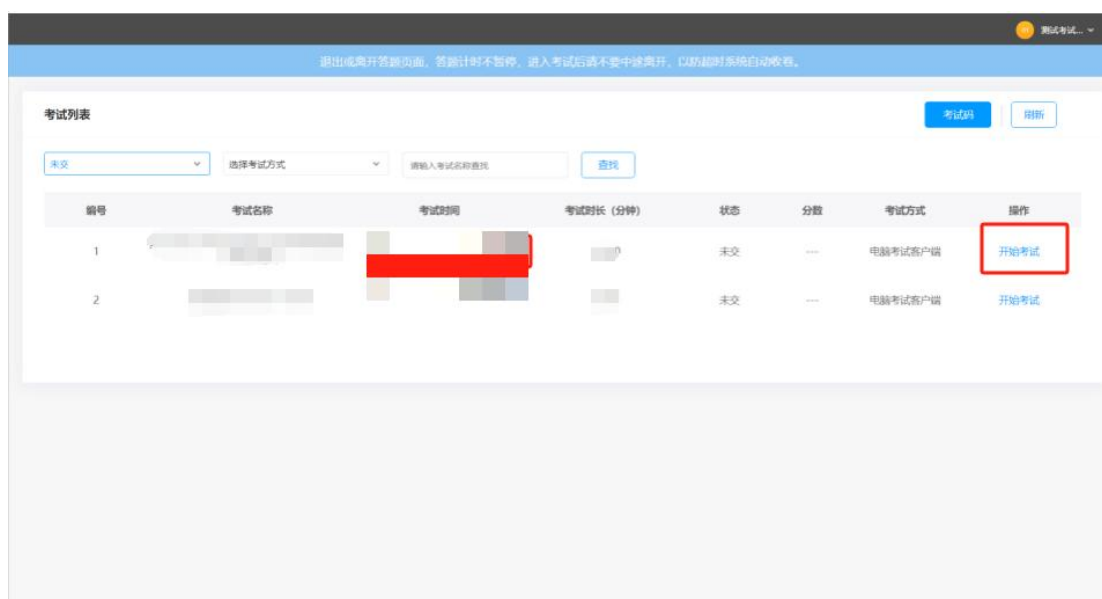 测试考试... 
退出或离开答题页面，答题计时不暂停，进入考试后请不要中途离开，以防超时系统自动收卷。
考试列表 考试码 刷新
未交 选择考试方式 请输入考试名称查找 查找
编号 考试名称 考试时间 考试时长（分钟） 状态 分数 考试方式 操作
1 未交 --- 电脑考试客户端 开始考试
2 未交 --- 电脑考试客户端 开始考试